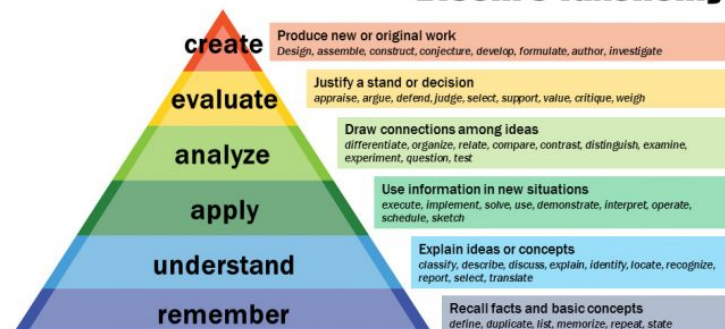 create
Produce new or original work
Design, assemble, construct, conjecture, develop, formulate, author, investigate
evaluate
Justify a stand or decision
appraise, argue, defend, judge, select, support, value, critique, weigh
analyze
Draw connections among ideas
differentiate, organize, relate, compare, contrast, distinguish, examine,
experiment, question, test
apply
Use information in new situations
execute, implement, solve, use, demonstrate, interpret, operate,
schedule, sketch
understand
Explain ideas or concepts
classify, describe, discuss, explain, identify, locate, recognize,
report, select, translate
remember
Recall facts and basic concepts
define, duplicate, list, memorize, repeat, state